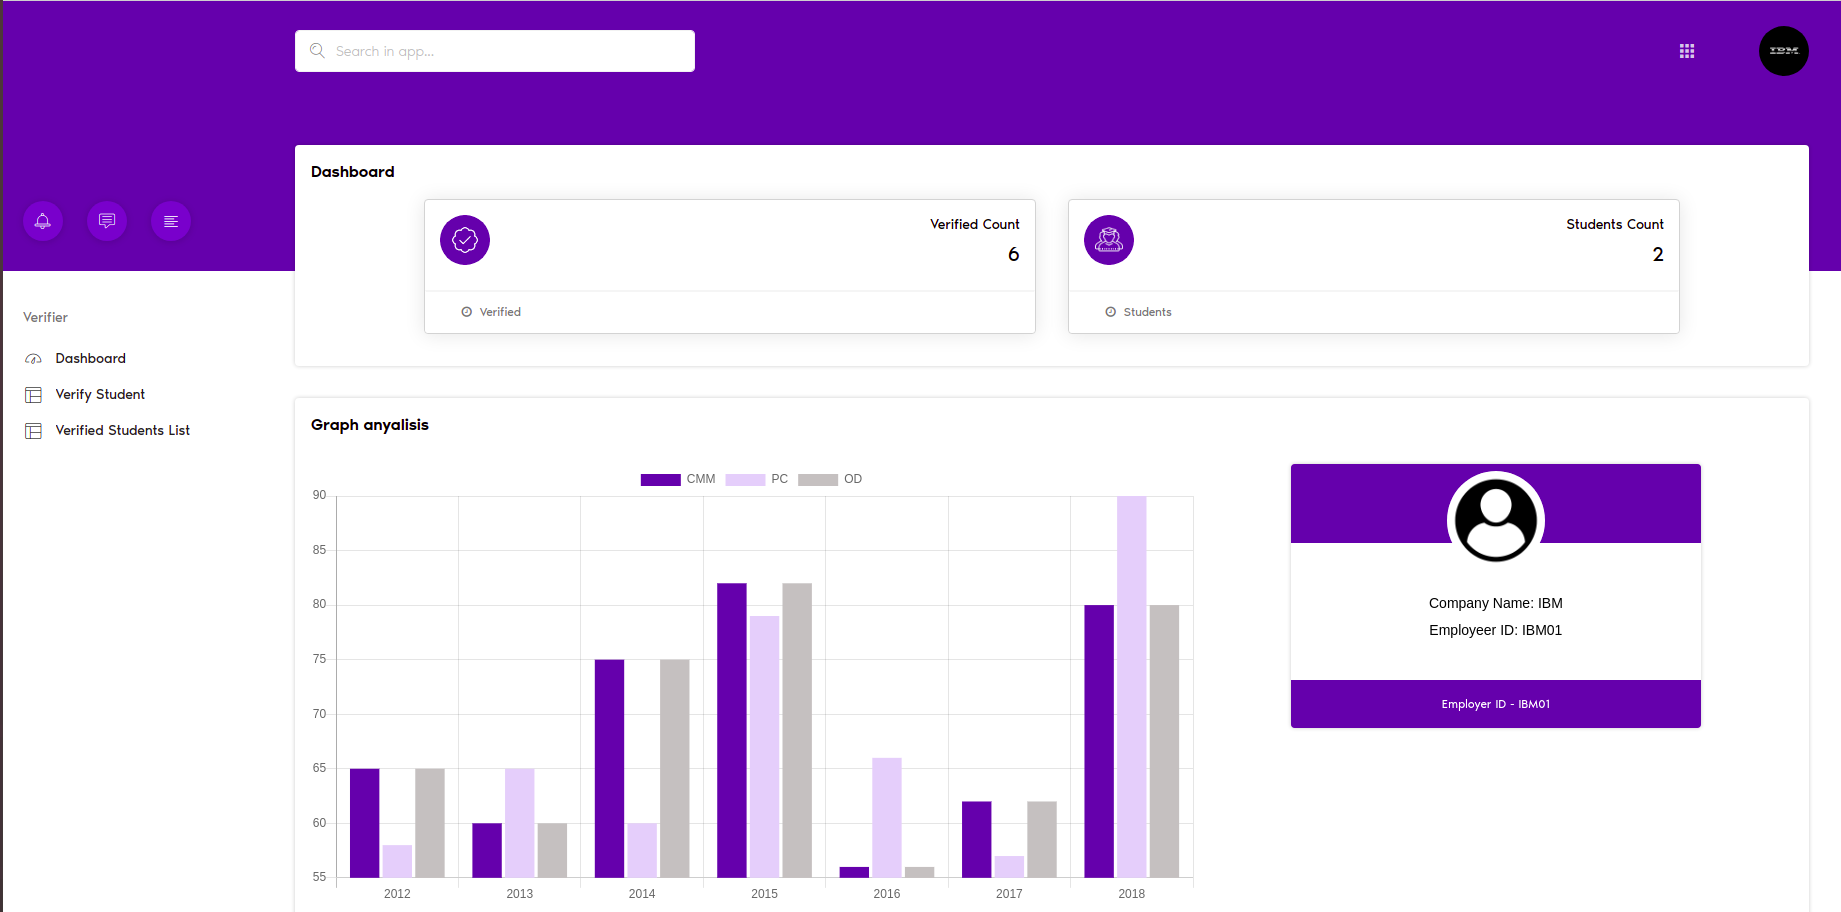 Search in app...
IBM
Dashboard
Verified Count
6
Verified
Students Count
2
Students
Verifier
Dashboard
Verify Student
Verified Students List
Graph anyalisis
CMM PC OD
90
85
80
75
70
65
60
55
2012 2013 2014 2015 2016 2017 2018
Company Name: IBM
Employeer ID: IBM01
Employer ID - IBM01